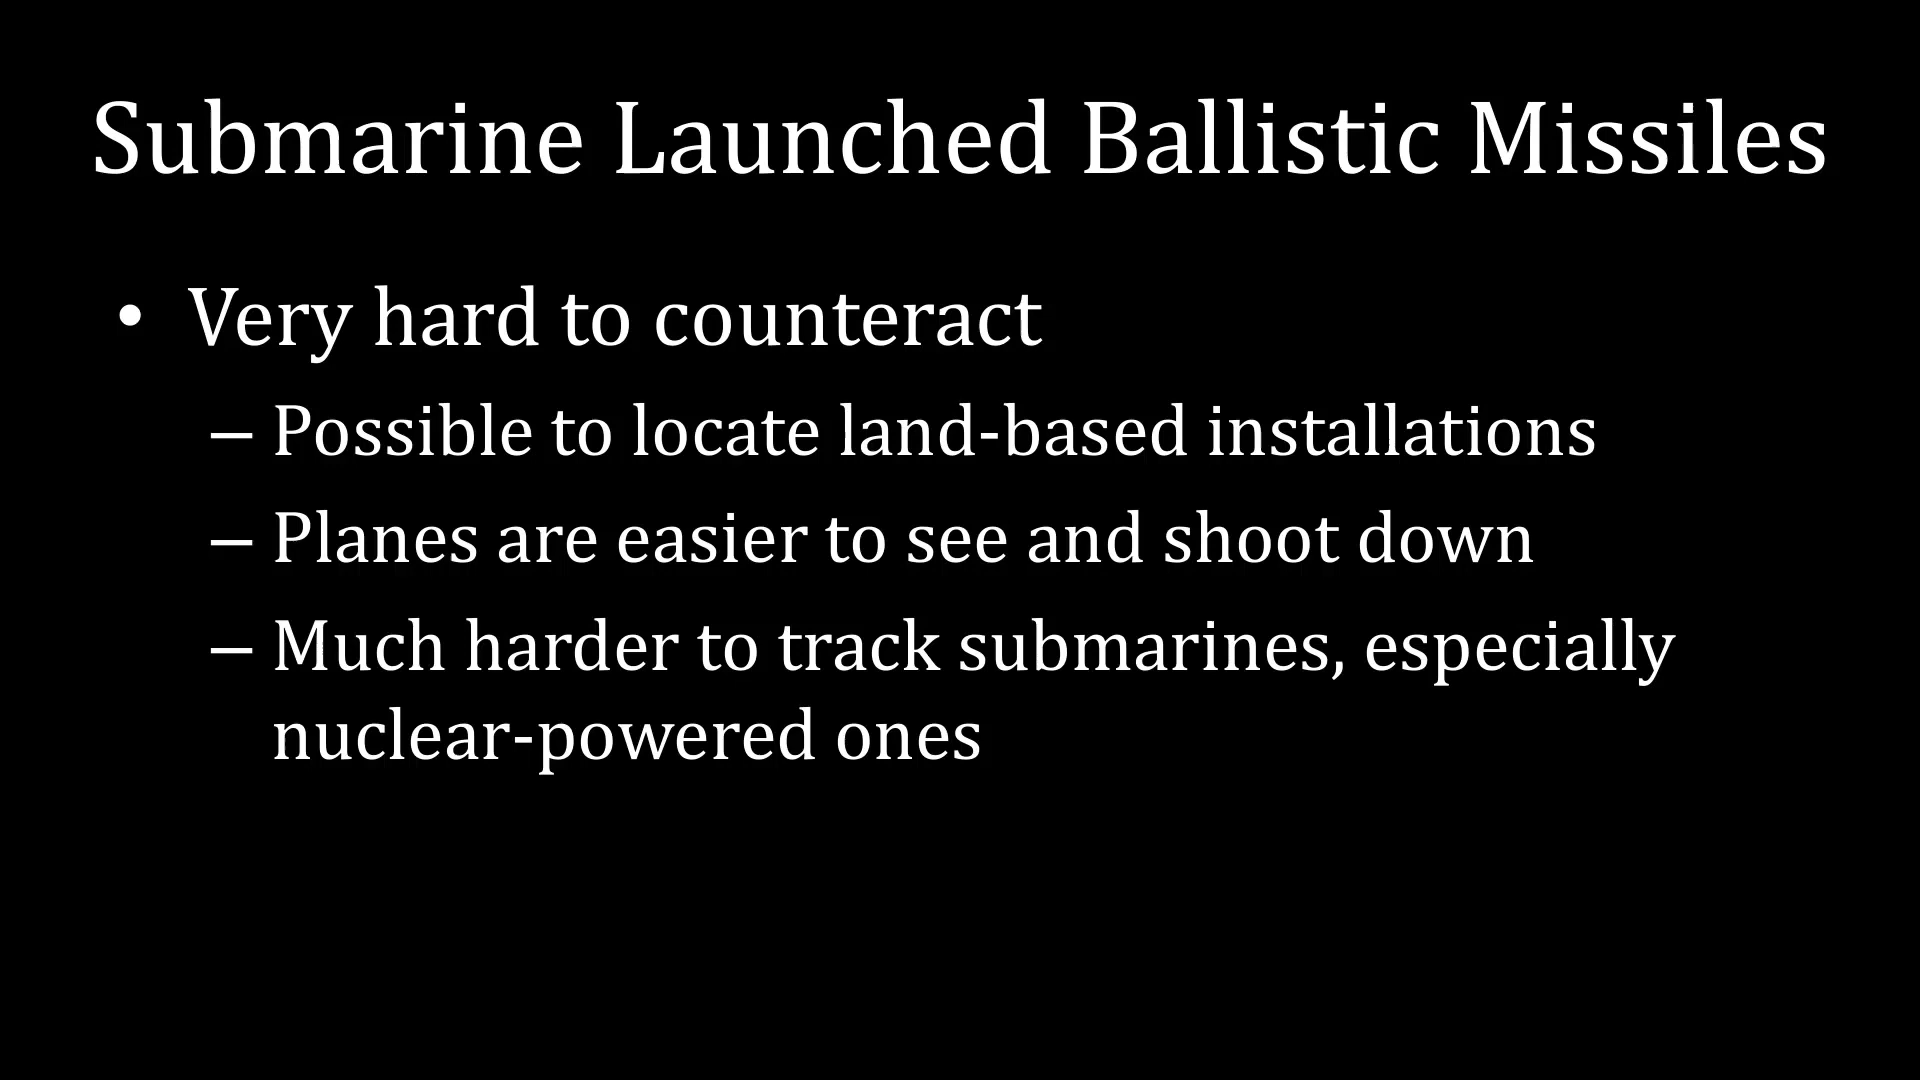 Submarine Launched Ballistic Missiles
• Very hard to counteract
– Possible to locate land-based installations
– Planes are easier to see and shoot down
– Much harder to track submarines, especially
nuclear-powered ones